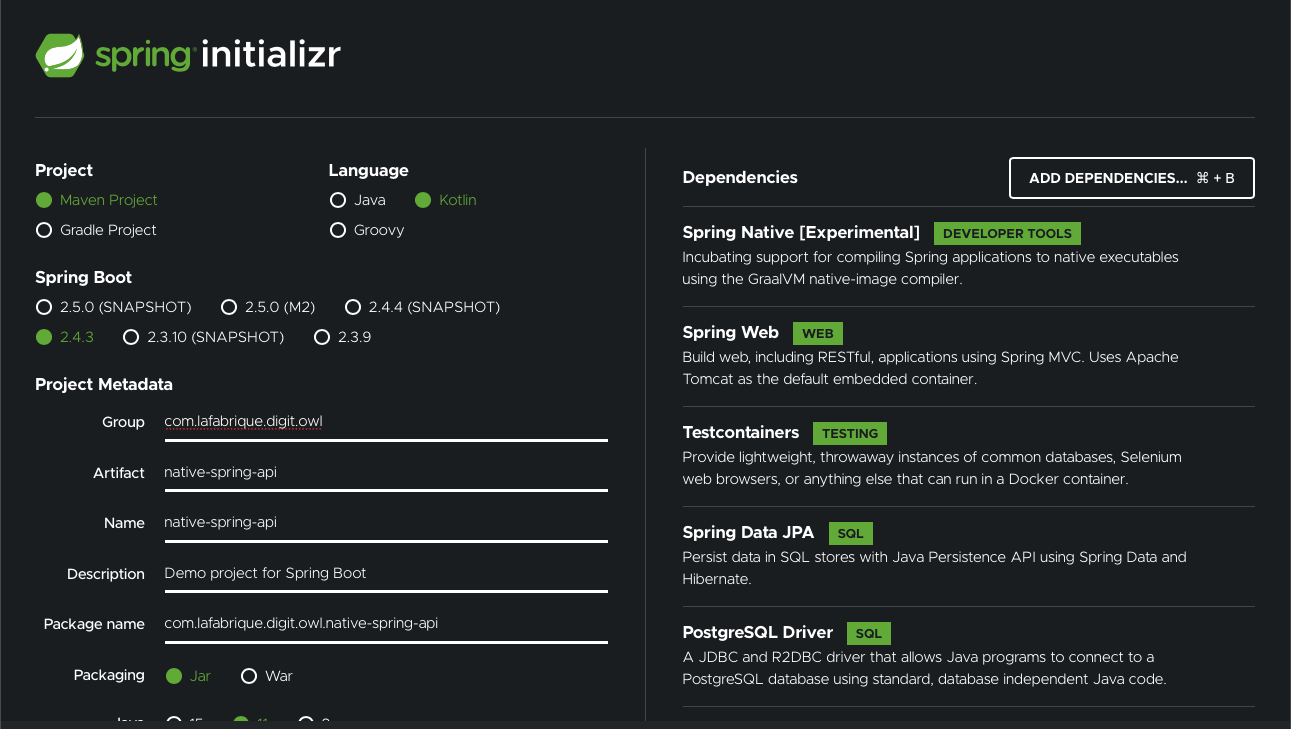 spring initializr
Project
Maven Project
Gradle Project
Language
Java Kotlin
Groovy
Spring Boot
2.5.0 (SNAPSHOT) 2.5.0 (M2) 2.4.4 (SNAPSHOT)
2.4.3 2.3.10 (SNAPSHOT) 2.3.9
Project Metadata
Group com.lafabrique.digit.owl
Artifact native-spring-api
Name native-spring-api
Description Demo project for Spring Boot
Package name com.lafabrique.digit.owl.native-spring-api
Packaging Jar War
Dependencies
ADD DEPENDENCIES... ⌘ + B
Spring Native [Experimental] DEVELOPER TOOLS
Incubating support for compiling Spring applications to native executables
using the GraalVM native-image compiler.
Spring Web WEB
Build web, including RESTful, applications using Spring MVC. Uses Apache
Tomcat as the default embedded container.
Testcontainers TESTING
Provide lightweight, throwaway instances of common databases, Selenium
web browsers, or anything else that can run in a Docker container.
Spring Data JPA SQL
Persist data in SQL stores with Java Persistence API using Spring Data and
Hibernate.
PostgreSQL Driver SQL
A JDBC and R2DBC driver that allows Java programs to connect to a
PostgreSQL database using standard, database independent Java code.